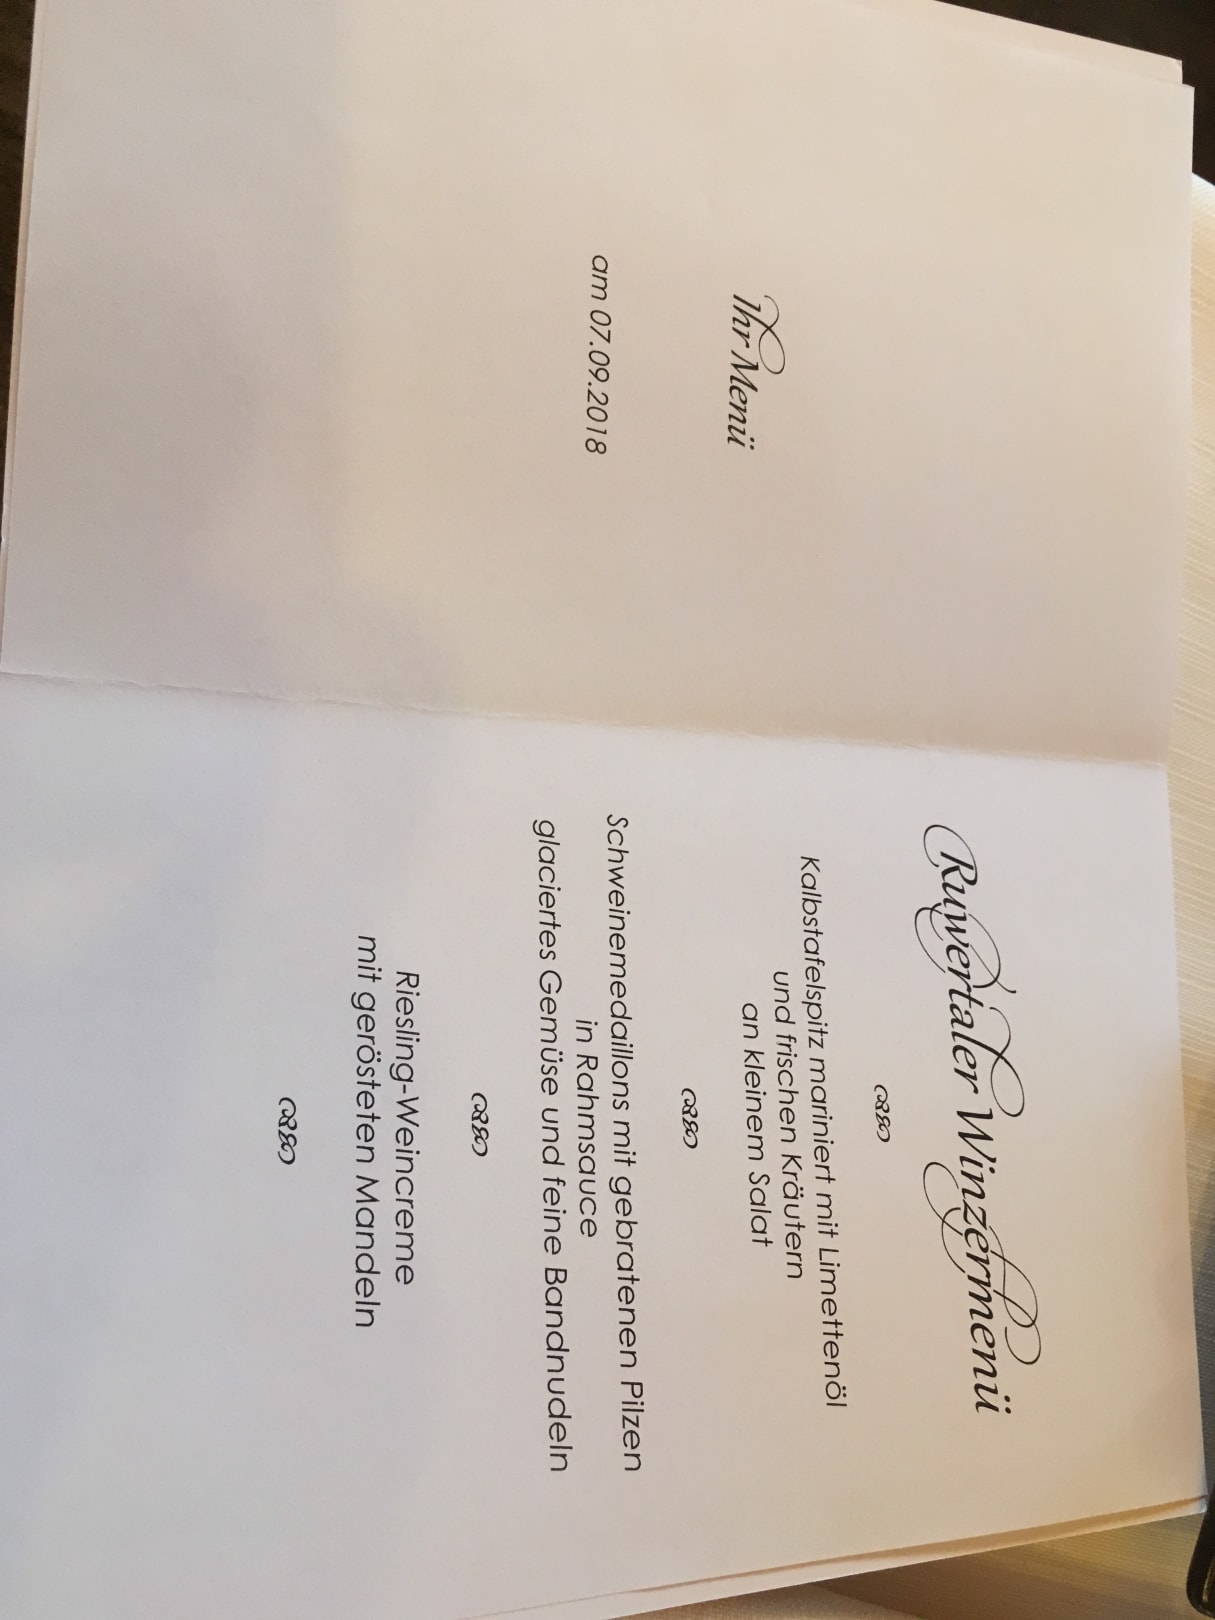 Ihr Menü
am 07.09.2018
Ruwertaler Winzermenü
Kalbstafelspitz mariniert mit Limettenöl
und frischen Kräutern
an kleinem Salat
Schweinemedaillons mit gebratenen Pilzen
in Rahmsauce
glaciertes Gemüse und feine Bandnudeln
Riesling-Weincreme
mit gerösteten Mandeln